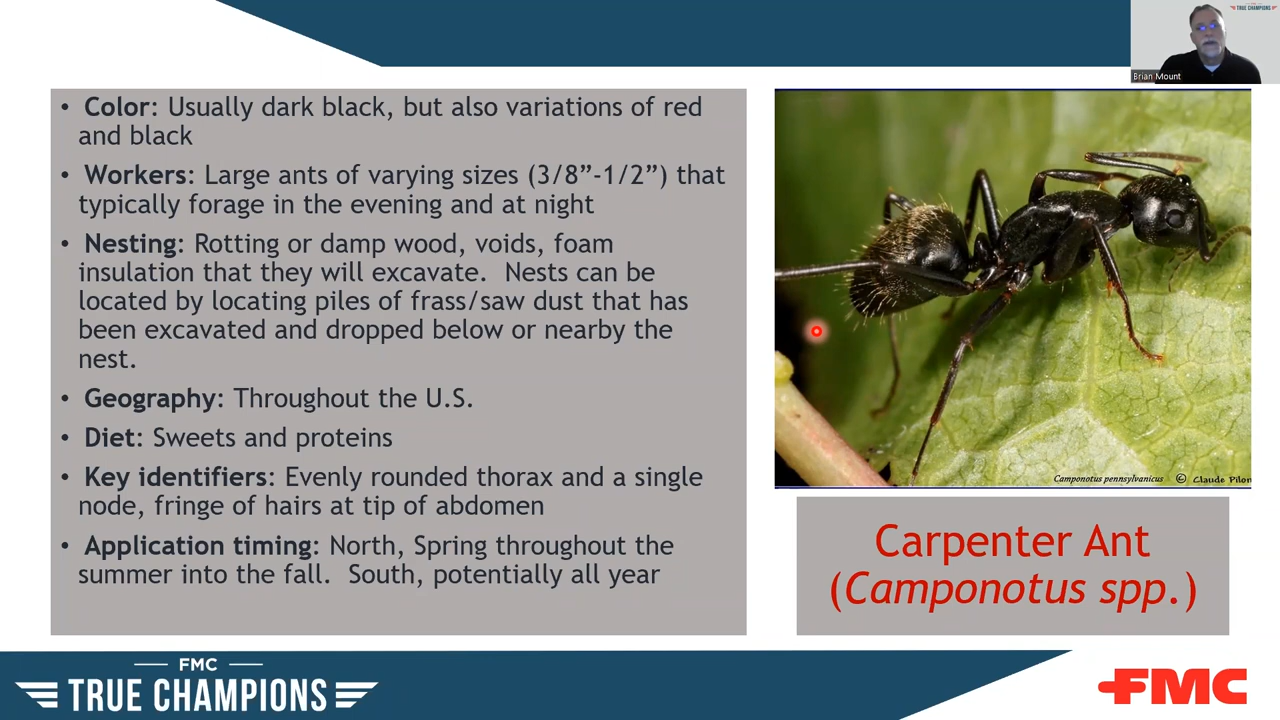 TRUE CHAMPIONS
Brian Mount
• Color: Usually dark black, but also variations of red
and black
• Workers: Large ants of varying sizes (3/8”-1/2”) that
typically forage in the evening and at night
• Nesting: Rotting or damp wood, voids, foam
insulation that they will excavate.  Nests can be
located by locating piles of frass/saw dust that has
been excavated and dropped below or nearby the
nest.
• Geography: Throughout the U.S.
• Diet: Sweets and proteins
• Key identifiers: Evenly rounded thorax and a single
node, fringe of hairs at tip of abdomen
• Application timing: North, Spring throughout the
summer into the fall.  South, potentially all year
Camponotus pennsylvanicus © Claude Pilon
Carpenter Ant
(Camponotus spp.)
FMC
TRUE CHAMPIONS
FMC